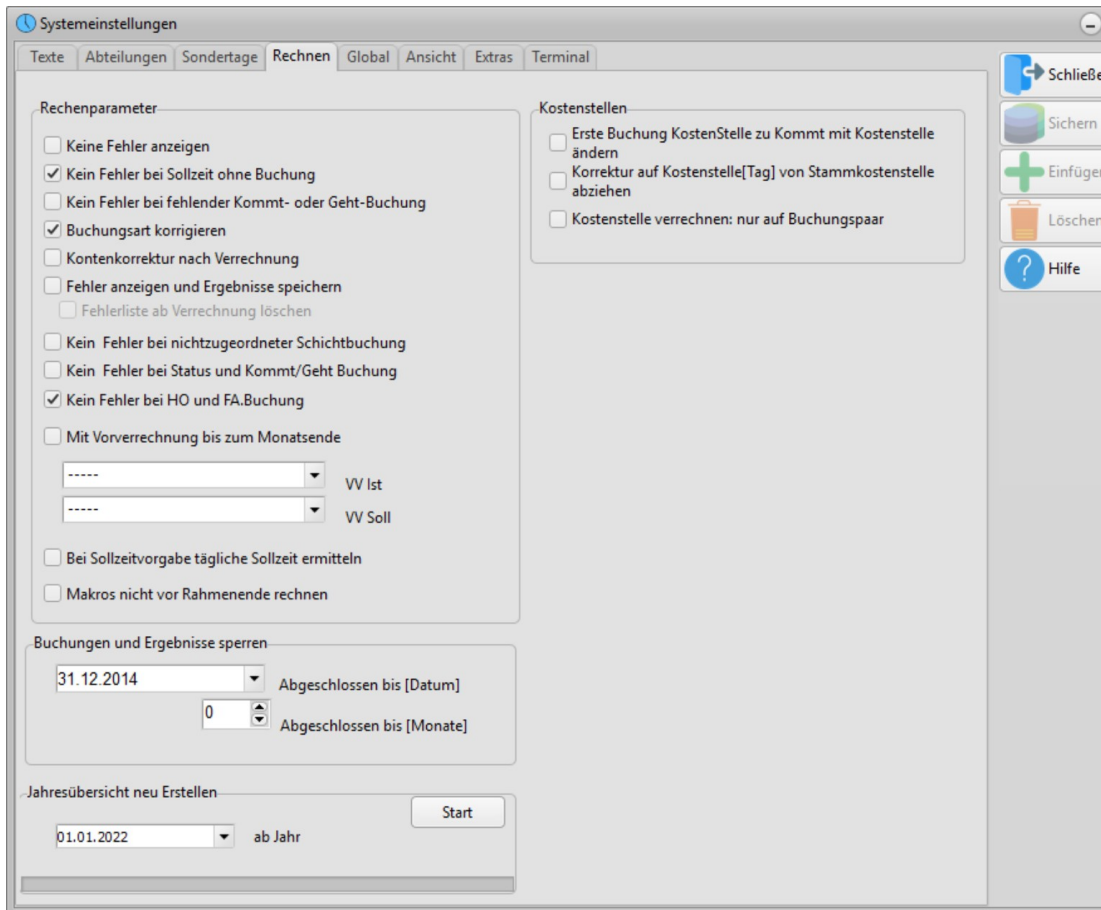 Systemeinstellungen
Texte Abteilungen Sondertage Rechnen Global Ansicht Extras Terminal
Schließe
Sichern
Einfügen
Löschen
Hilfe
Rechenparameter
Keine Fehler anzeigen
Kein Fehler bei Sollzeit ohne Buchung
Kein Fehler bei fehlender Kommt- oder Geht-Buchung
Buchungsart korrigieren
Kontenkorrektur nach Verrechnung
Fehler anzeigen und Ergebnisse speichern
Fehlerliste ab Verrechnung löschen
Kein  Fehler bei nichtzugeordneter Schichtbuchung
Kein  Fehler bei Status und Kommt/Geht Buchung
Kein Fehler bei HO und FA.Buchung
Mit Vorverrechnung bis zum Monatsende
----- VV Ist
----- VV Soll
Bei Sollzeitvorgabe tägliche Sollzeit ermitteln
Makros nicht vor Rahmenende rechnen
Kostenstellen
Erste Buchung KostenStelle zu Kommt mit Kostenstelle
ändern
Korrektur auf Kostenstelle[Tag] von Stammkostenstelle
abziehen
Kostenstelle verrechnen: nur auf Buchungspaar
Buchungen und Ergebnisse sperren
31.12.2014 Abgeschlossen bis [Datum]
0 Abgeschlossen bis [Monate]
Jahresübersicht neu Erstellen
Start
01.01.2022 ab Jahr